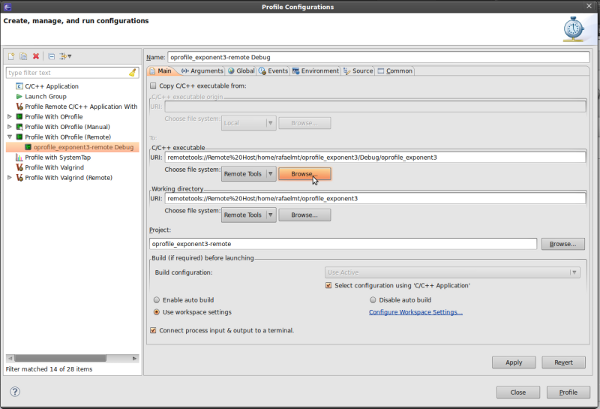 Profile Configurations
Create, manage, and run configurations
type filter text
C/C++ Application
Launch Group
Profile Remote C/C++ Application With
Profile With OProfile
Profile With OProfile (Manual)
Profile With OProfile (Remote)
oprofile_exponent3-remote Debug
Profile with SystemTap
Profile With Valgrind
Profile With Valgrind (Remote)
Filter matched 14 of 28 items
Name: oprofile_exponent3-remote Debug
Main Arguments Global Events Environment Source Common
Copy C/C++ executable from:
C/C++ executable origin
URI:
Choose file system: Local Browse...
To:
C/C++ executable
URI: remotetools://Remote%20Host/home/rafaelmt/oprofile_exponent3/Debug/oprofile_exponent3
Choose file system: Remote Tools Browse...
Working directory
URI: remotetools://Remote%20Host/home/rafaelmt/oprofile_exponent3
Choose file system: Remote Tools Browse...
Project:
oprofile_exponent3-remote Browse...
Build (if required) before launching
Build configuration: Use Active
Select configuration using 'C/C++ Application'
Enable auto build Disable auto build
Use workspace settings Configure Workspace Settings...
Connect process input & output to a terminal.
Apply Revert
? Close Profile